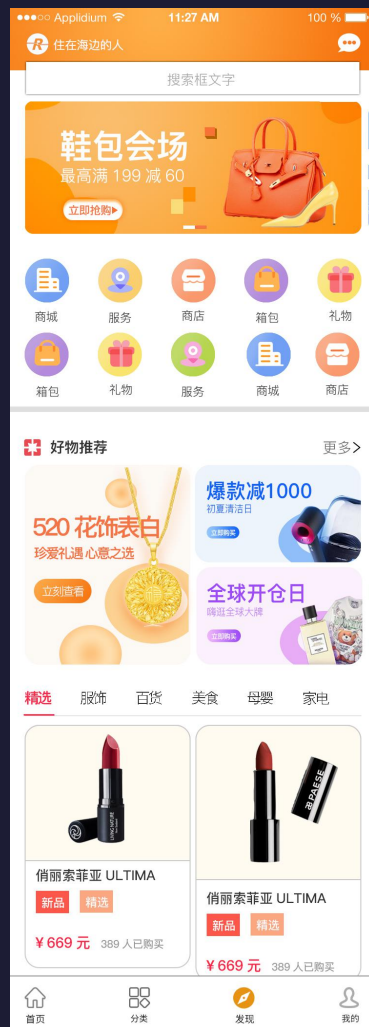 Applidium 11:27 AM 100 %
住在海边的人
搜索框文字
鞋包会场
最高满 199 减 60
立即抢购
商城 服务 商店 箱包 礼物
箱包 礼物 服务 商城 商店
好物推荐 更多>
520 花饰表白
珍爱礼遇 心意之选
立刻查看
爆款减1000
初夏清洁日
立即购买
全球开仓日
嗨逛全球大牌
立即购买
精选 服饰 百货 美食 母婴 家电
LIVING NATURE
PAESE
俏丽索菲亚 ULTIMA
新品 精选
¥ 669 元 389 人已购买
俏丽索菲亚 ULTIMA
新品 精选
¥ 669 元 389 人已购买
首页 分类 发现 我的